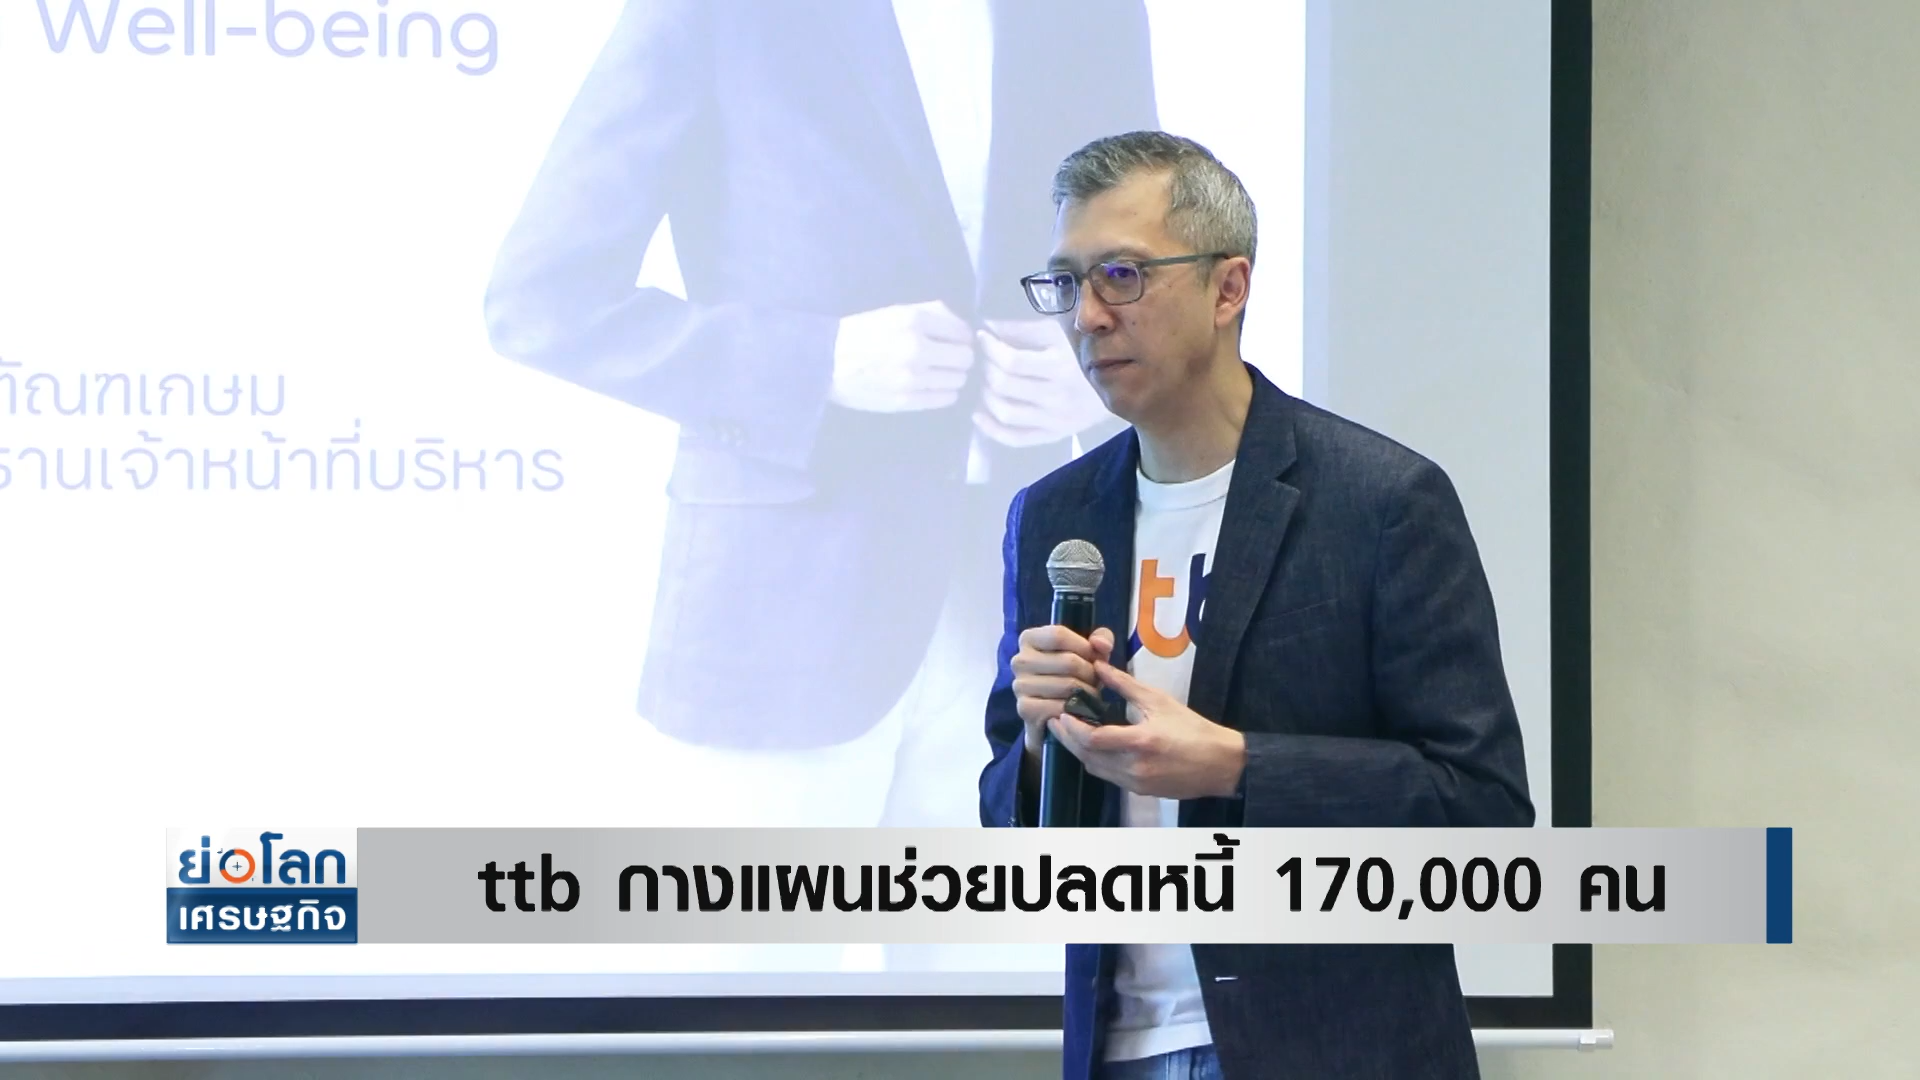 Well-being
ตัณฑเกษม
ธานเจ้าหน้าที่บริหาร
tb
ย่อโลก
เศรษฐกิจ
ttb กางแผนช่วยปลดหนี้ 170,000 คน